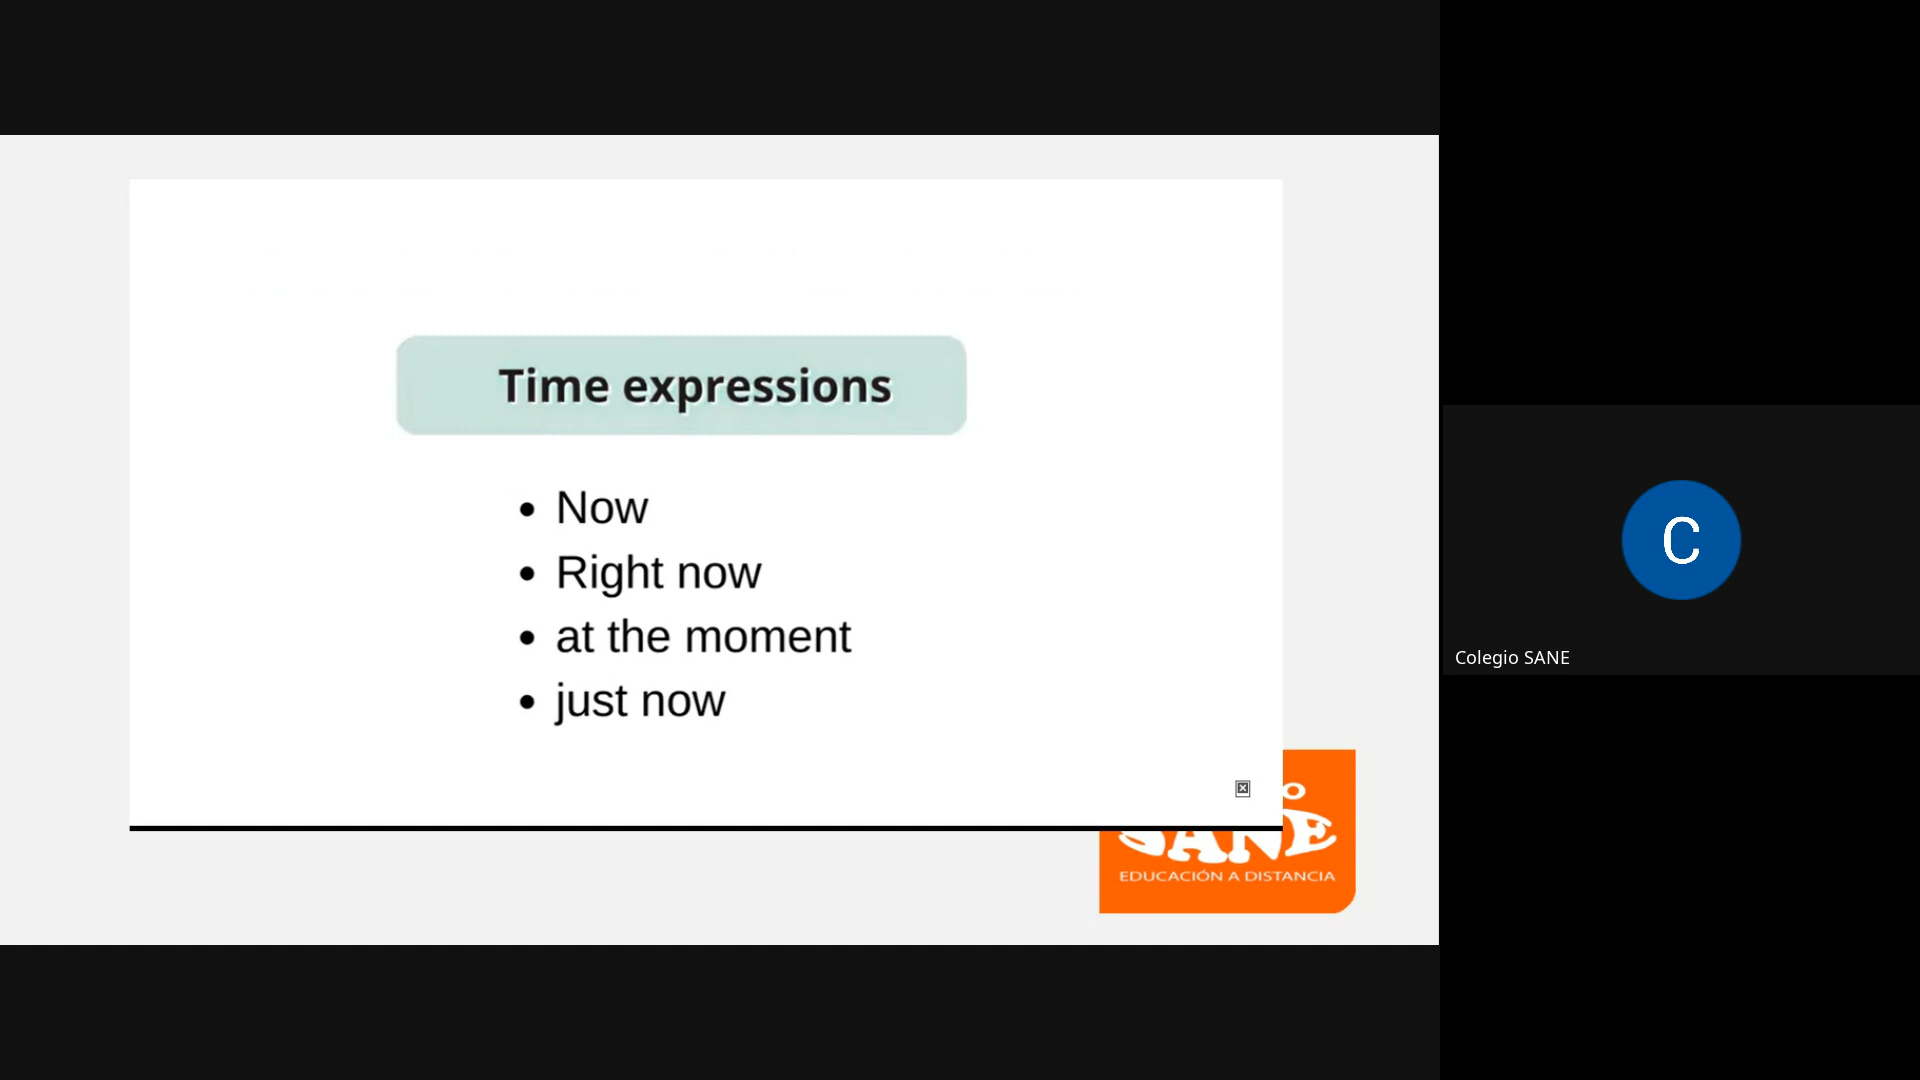 Time expressions
Now
Right now
at the moment
just now
SANE
EDUCACIÓN A DISTANCIA
C
Colegio SANE